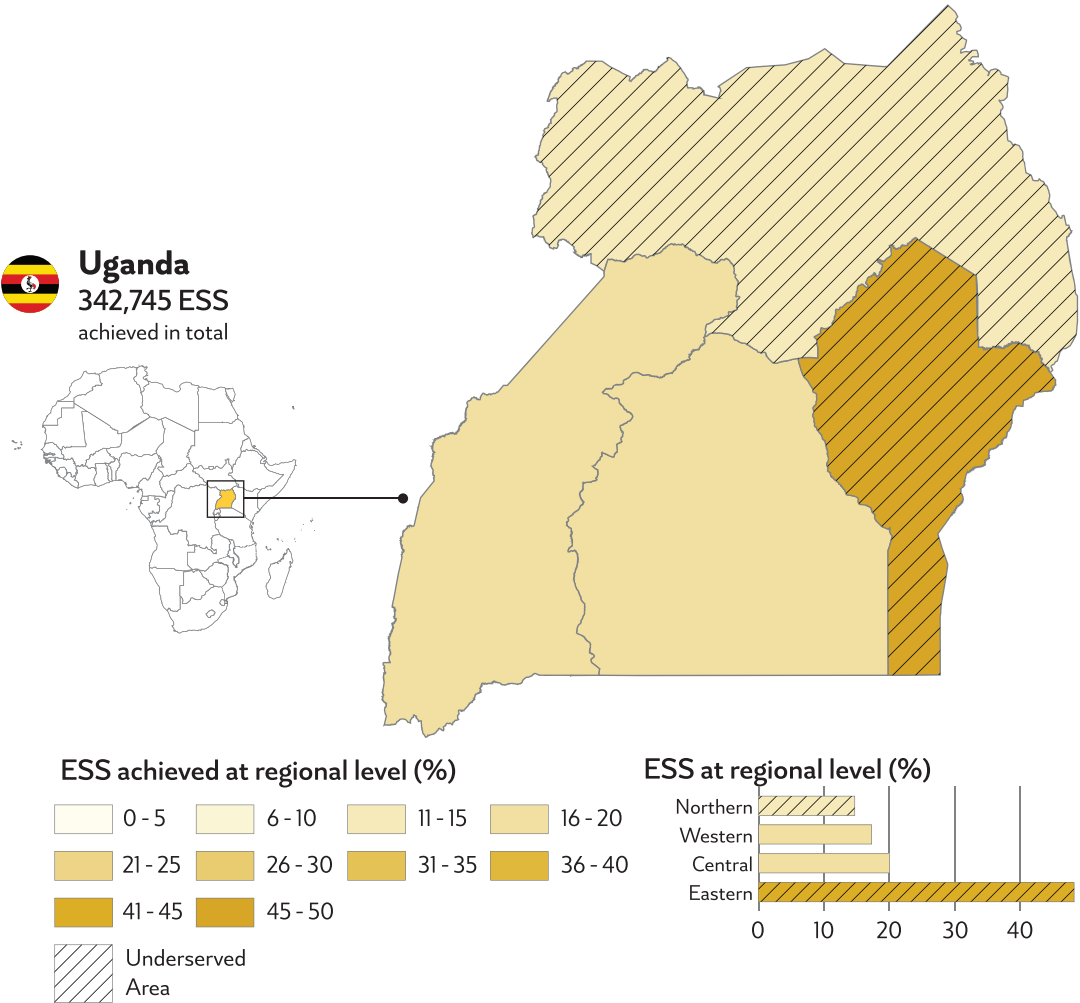 Uganda
342,745 ESS
achieved in total
ESS achieved at regional level (%)
0 - 5
6 - 10
11 - 15
16 - 20
21 - 25
26 - 30
31 - 35
36 - 40
41 - 45
45 - 50
Underserved
Area
ESS at regional level (%)
Northern
Western
Central
Eastern
0 10 20 30 40